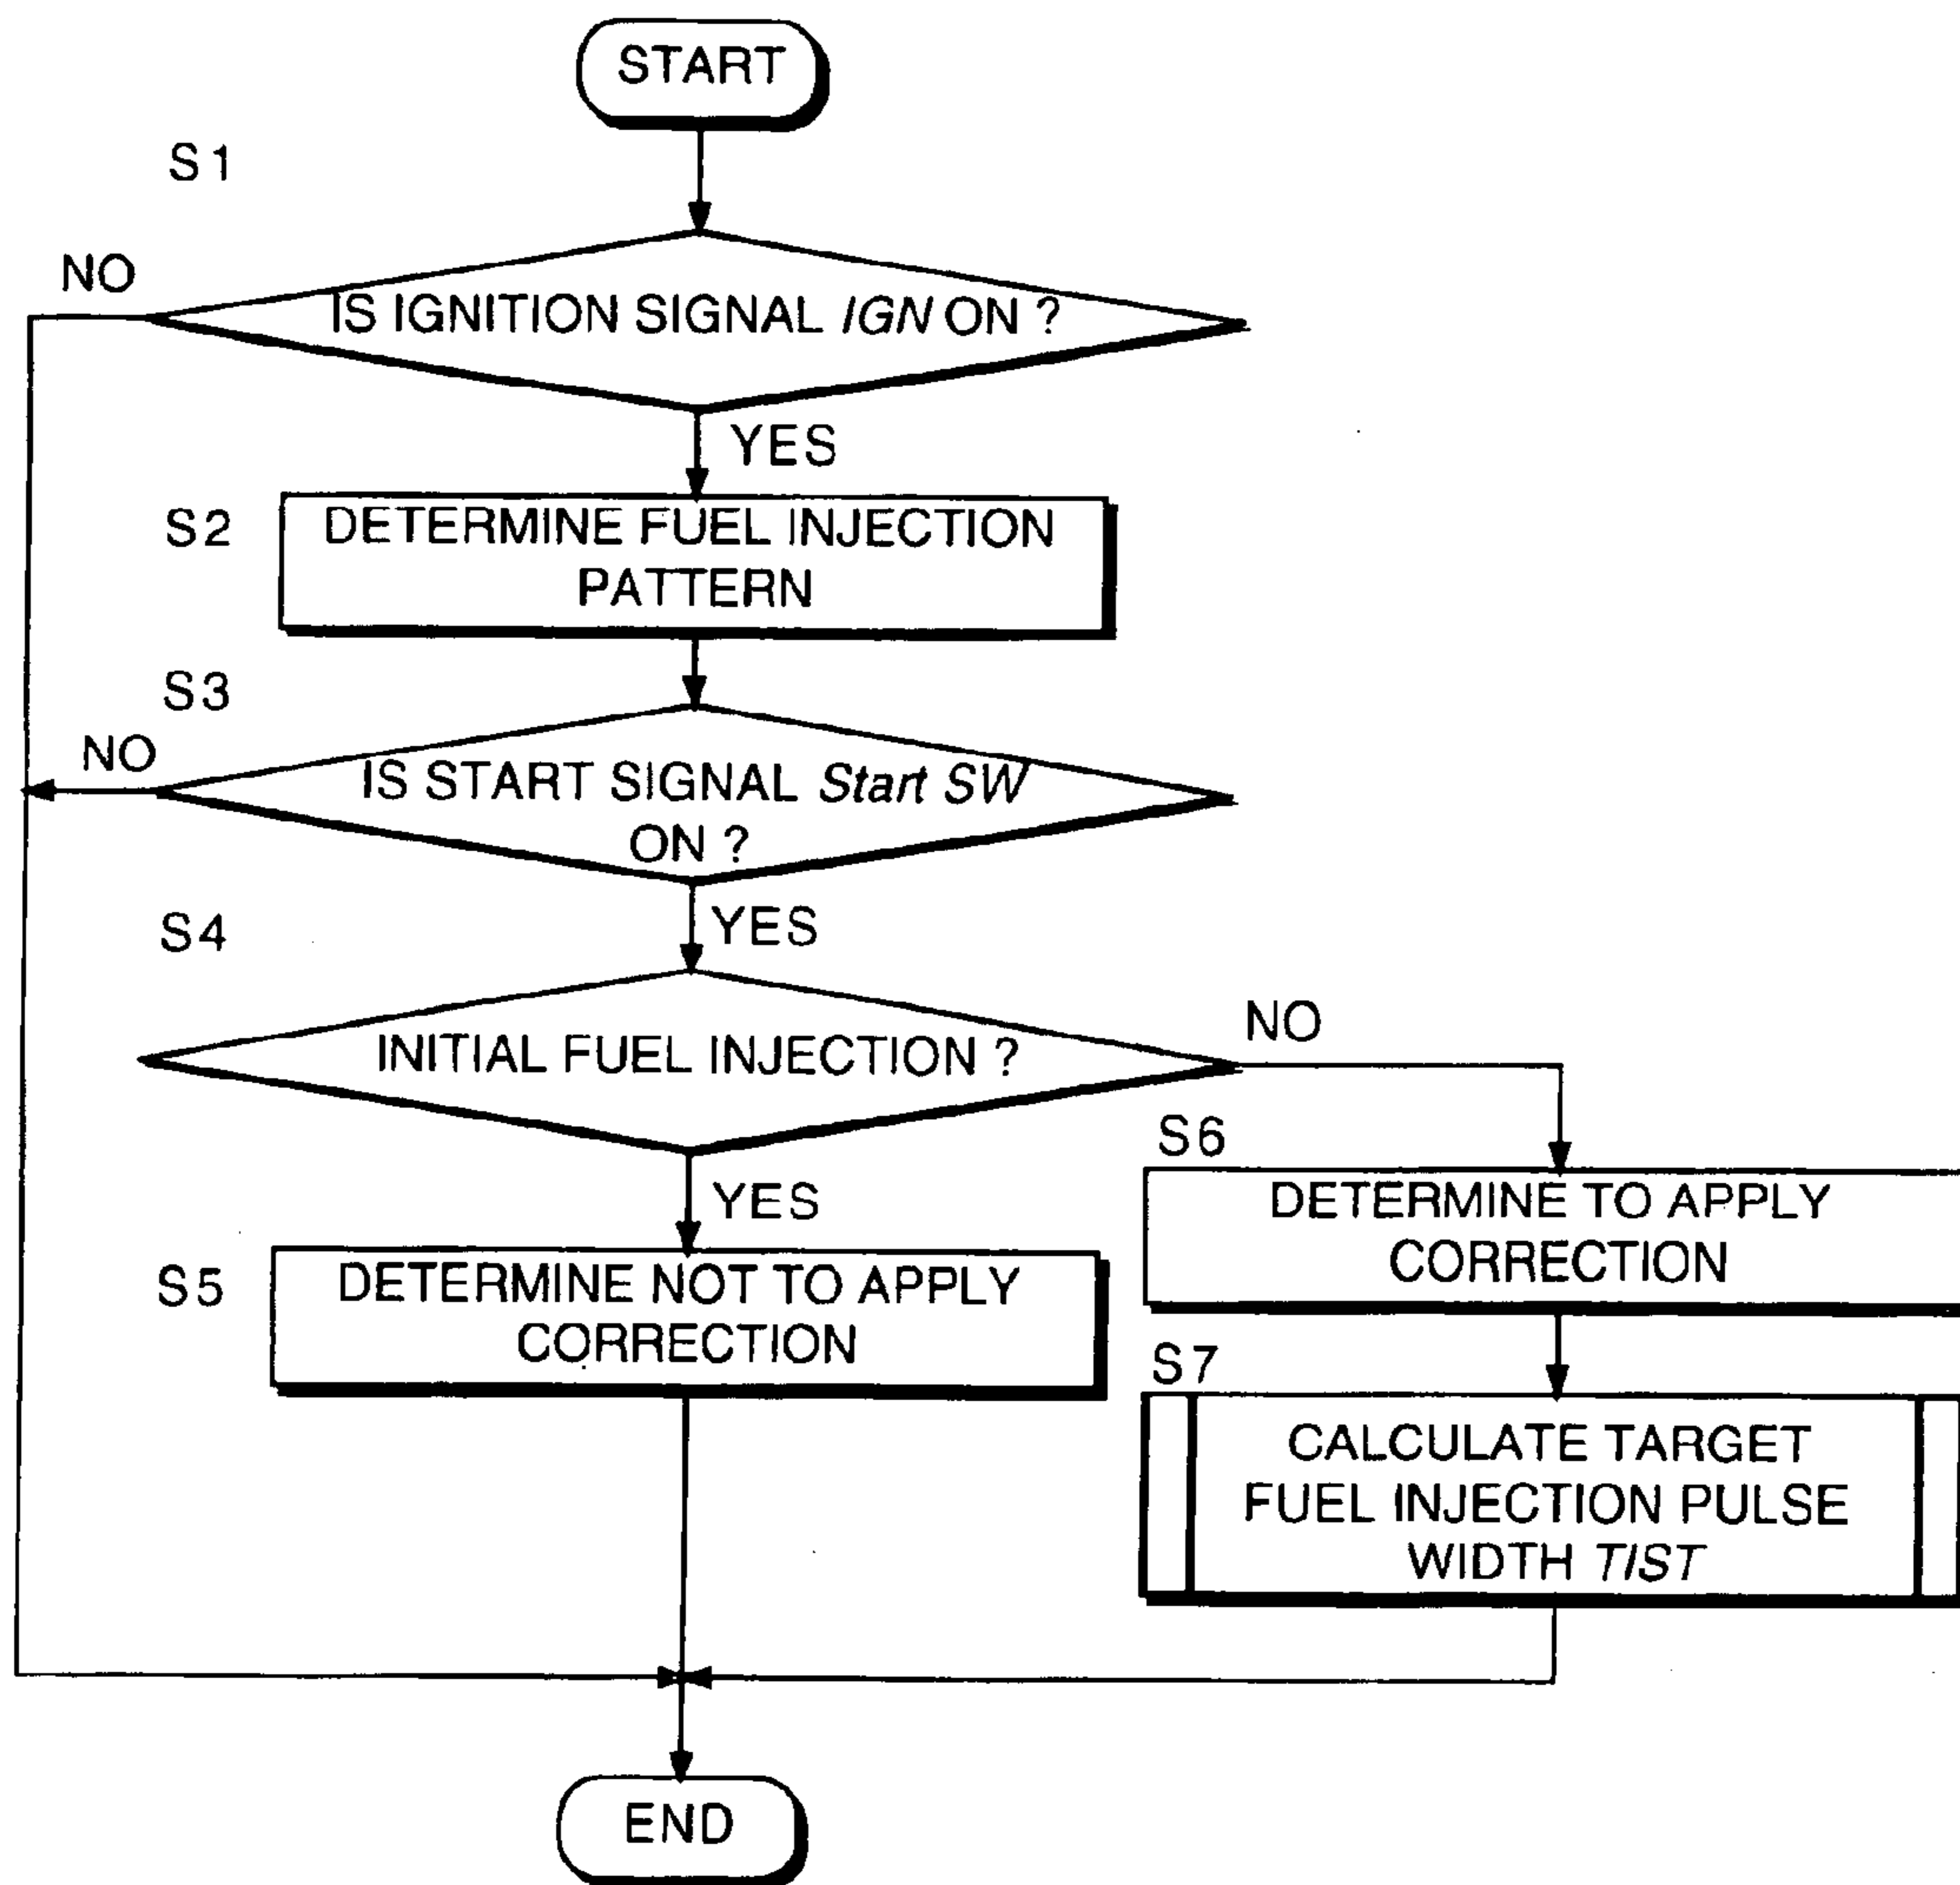 START
S1
NO
IS IGNITION SIGNAL IGN ON ?
YES
S2
DETERMINE FUEL INJECTION
PATTERN
S3
NO
IS START SIGNAL Start SW
ON ?
YES
S4
INITIAL FUEL INJECTION ?
NO
YES
S5
DETERMINE NOT TO APPLY
CORRECTION
S6
DETERMINE TO APPLY
CORRECTION
S7
CALCULATE TARGET
FUEL INJECTION PULSE
WIDTH TIST
END